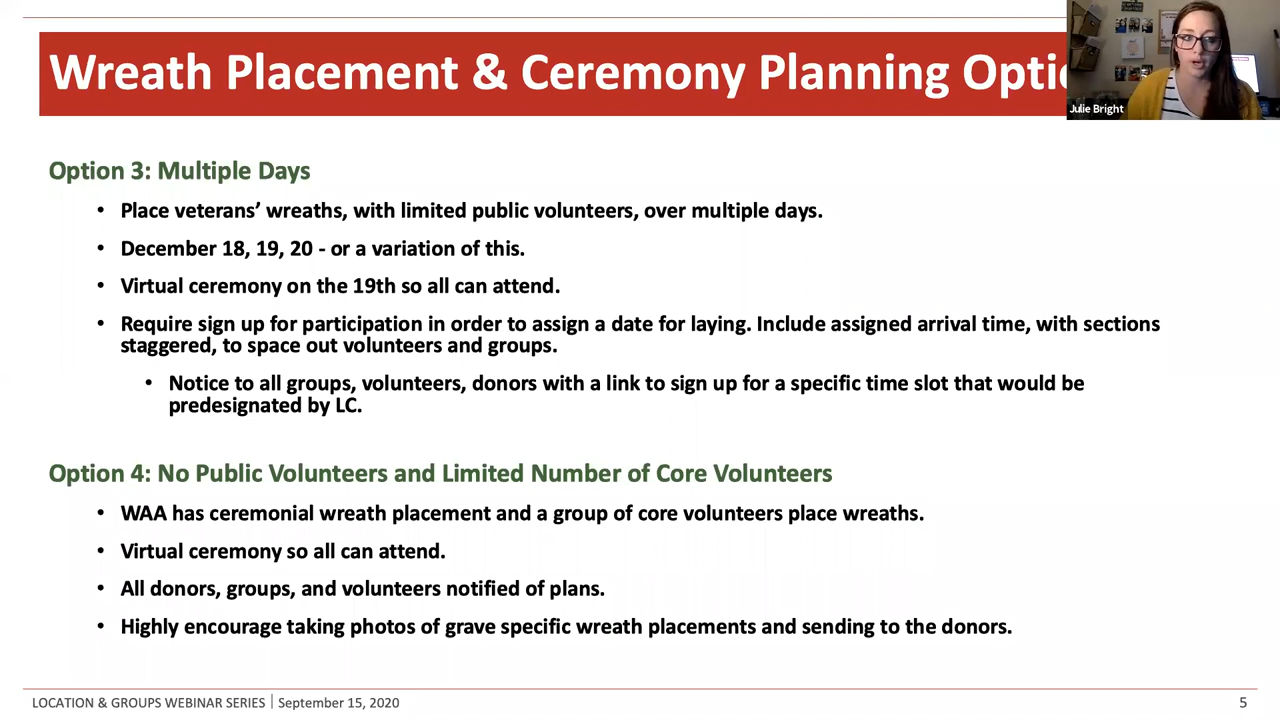 Wreath Placement & Ceremony Planning Optio
Julie Bright
Option 3: Multiple Days
• Place veterans’ wreaths, with limited public volunteers, over multiple days.
• December 18, 19, 20 - or a variation of this.
• Virtual ceremony on the 19th so all can attend.
• Require sign up for participation in order to assign a date for laying. Include assigned arrival time, with sections
staggered, to space out volunteers and groups.
• Notice to all groups, volunteers, donors with a link to sign up for a specific time slot that would be
predesignated by LC.
Option 4: No Public Volunteers and Limited Number of Core Volunteers
• WAA has ceremonial wreath placement and a group of core volunteers place wreaths.
• Virtual ceremony so all can attend.
• All donors, groups, and volunteers notified of plans.
• Highly encourage taking photos of grave specific wreath placements and sending to the donors.
LOCATION & GROUPS WEBINAR SERIES | September 15, 2020
5